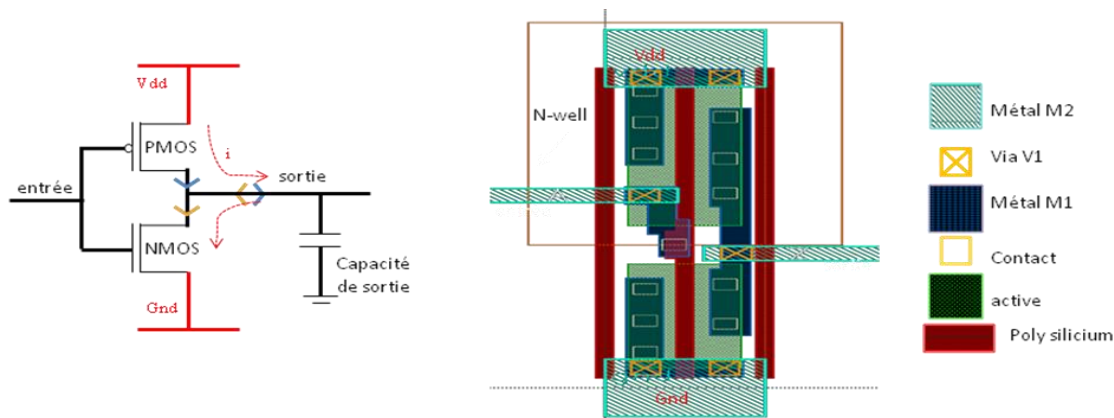 Vdd
PMOS
i
entrée
sortie
NMOS
Capacité
de sortie
Gnd
Vdd
N-well
Gnd
Métal M2
Via V1
Métal M1
Contact
active
Poly silicium